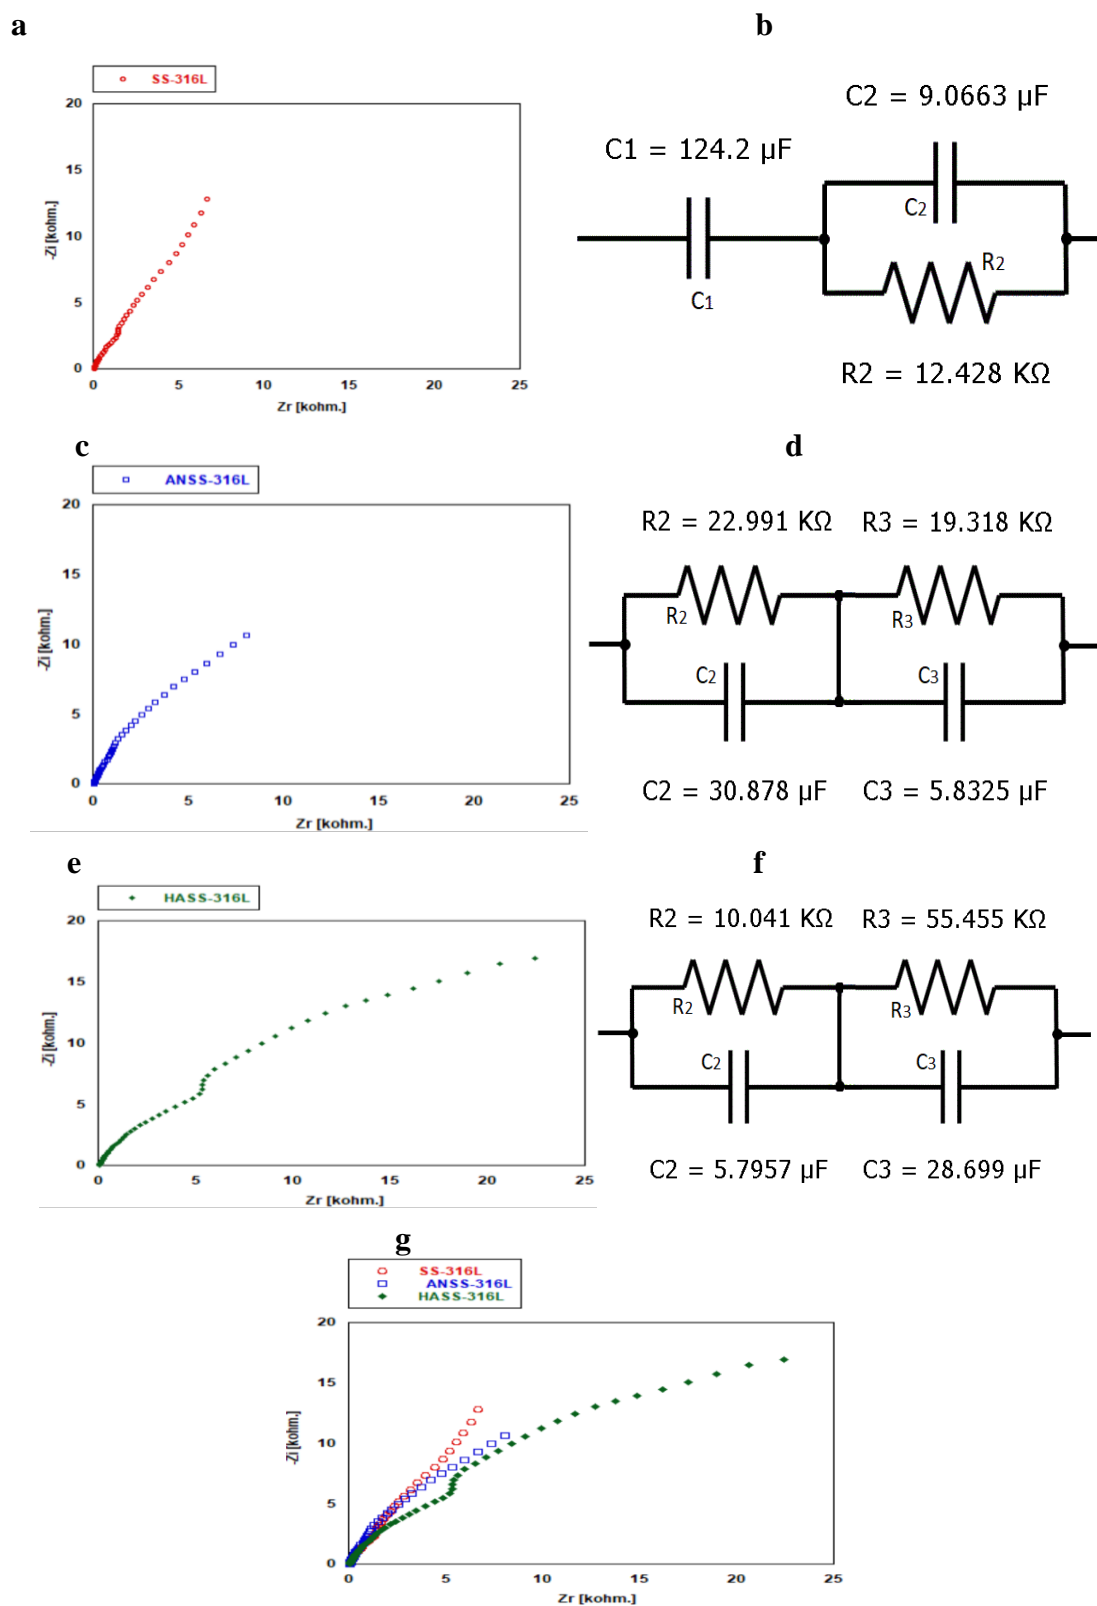 a
SS-316L
20
15
10
5
0
-Zi [kohm.]
0 5 10 15 20 25
Zr [kohm.]
b
C2 = 9.0663 µF
C1 = 124.2 µF
C2
R2
C1
R2 = 12.428 KΩ
c
ANSS-316L
20
15
10
5
0
-Zi [kohm.]
0 5 10 15 20 25
Zr [kohm.]
d
R2 = 22.991 KΩ R3 = 19.318 KΩ
R2 R3
C2 C3
C2 = 30.878 µF C3 = 5.8325 µF
e
HASS-316L
20
15
10
5
0
-Zi [kohm.]
0 5 10 15 20 25
Zr [kohm.]
f
R2 = 10.041 KΩ R3 = 55.455 KΩ
R2 R3
C2 C3
C2 = 5.7957 µF C3 = 28.699 µF
g
SS-316L
ANSS-316L
HASS-316L
20
15
10
5
0
-Zi [kohm.]
0 5 10 15 20 25
Zr [kohm.]